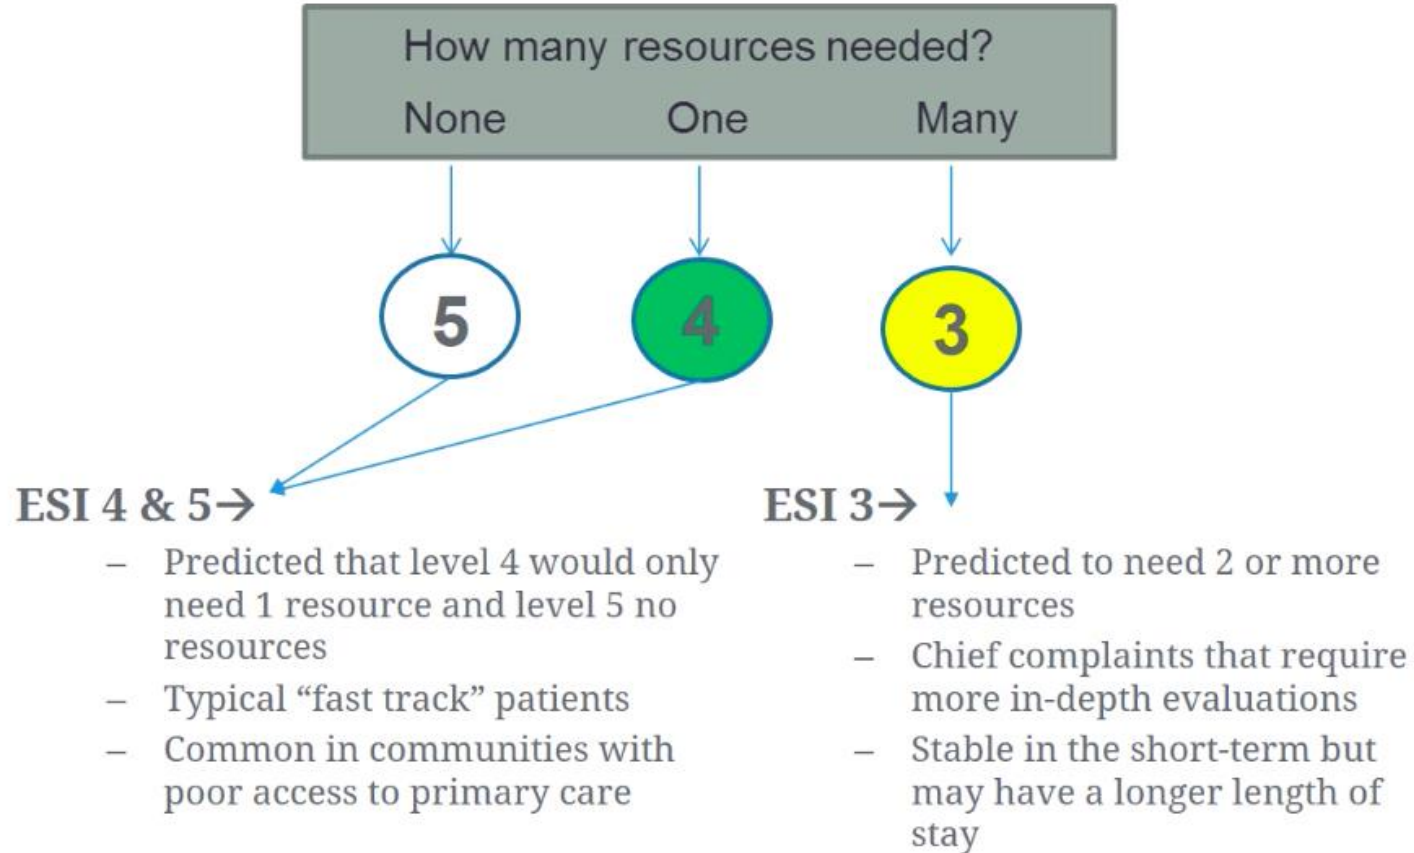 How many resources needed?
None One Many
5 4 3
ESI 4 & 5→
– Predicted that level 4 would only
need 1 resource and level 5 no
resources
– Typical “fast track” patients
– Common in communities with
poor access to primary care
ESI 3→
– Predicted to need 2 or more
resources
– Chief complaints that require
more in-depth evaluations
– Stable in the short-term but
may have a longer length of
stay